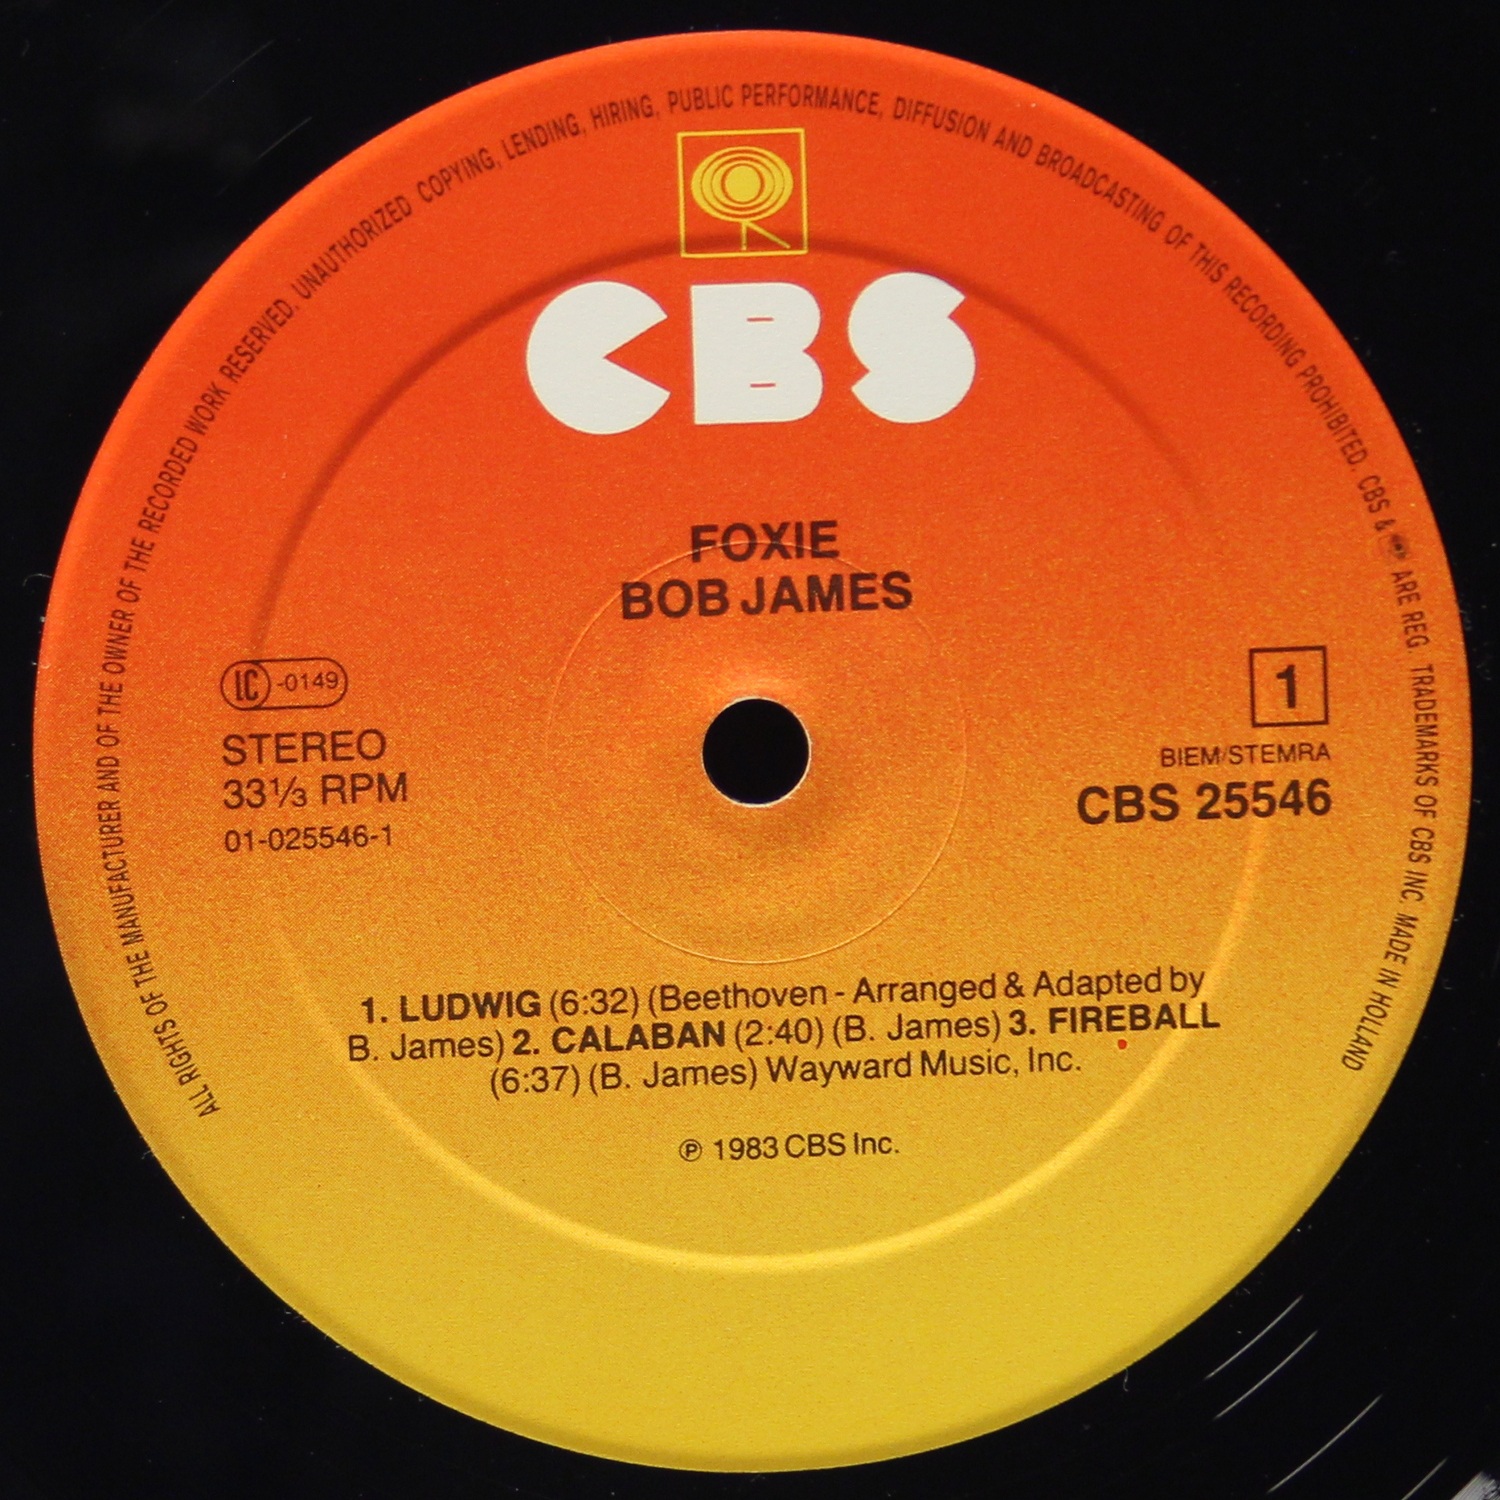 ALL RIGHTS OF THE MANUFACTURER AND OF THE OWNER OF THE RECORDED WORK RESERVED. UNAUTHORIZED COPYING, LENDING, HIRING, PUBLIC PERFORMANCE, DIFFUSION AND BROADCASTING OF THIS RECORDING PROHIBITED. CBS & ARE REG. TRADEMARKS OF CBS INC. MADE IN HOLLAND
CBS
FOXIE
BOB JAMES
LC -0149
STEREO
33⅓ RPM
01-025546-1
1
BIEM/STEMRA
CBS 25546
1. LUDWIG (6:32) (Beethoven - Arranged & Adapted by
B. James) 2. CALABAN (2:40) (B. James) 3. FIREBALL
(6:37) (B. James) Wayward Music, Inc.
℗ 1983 CBS Inc.